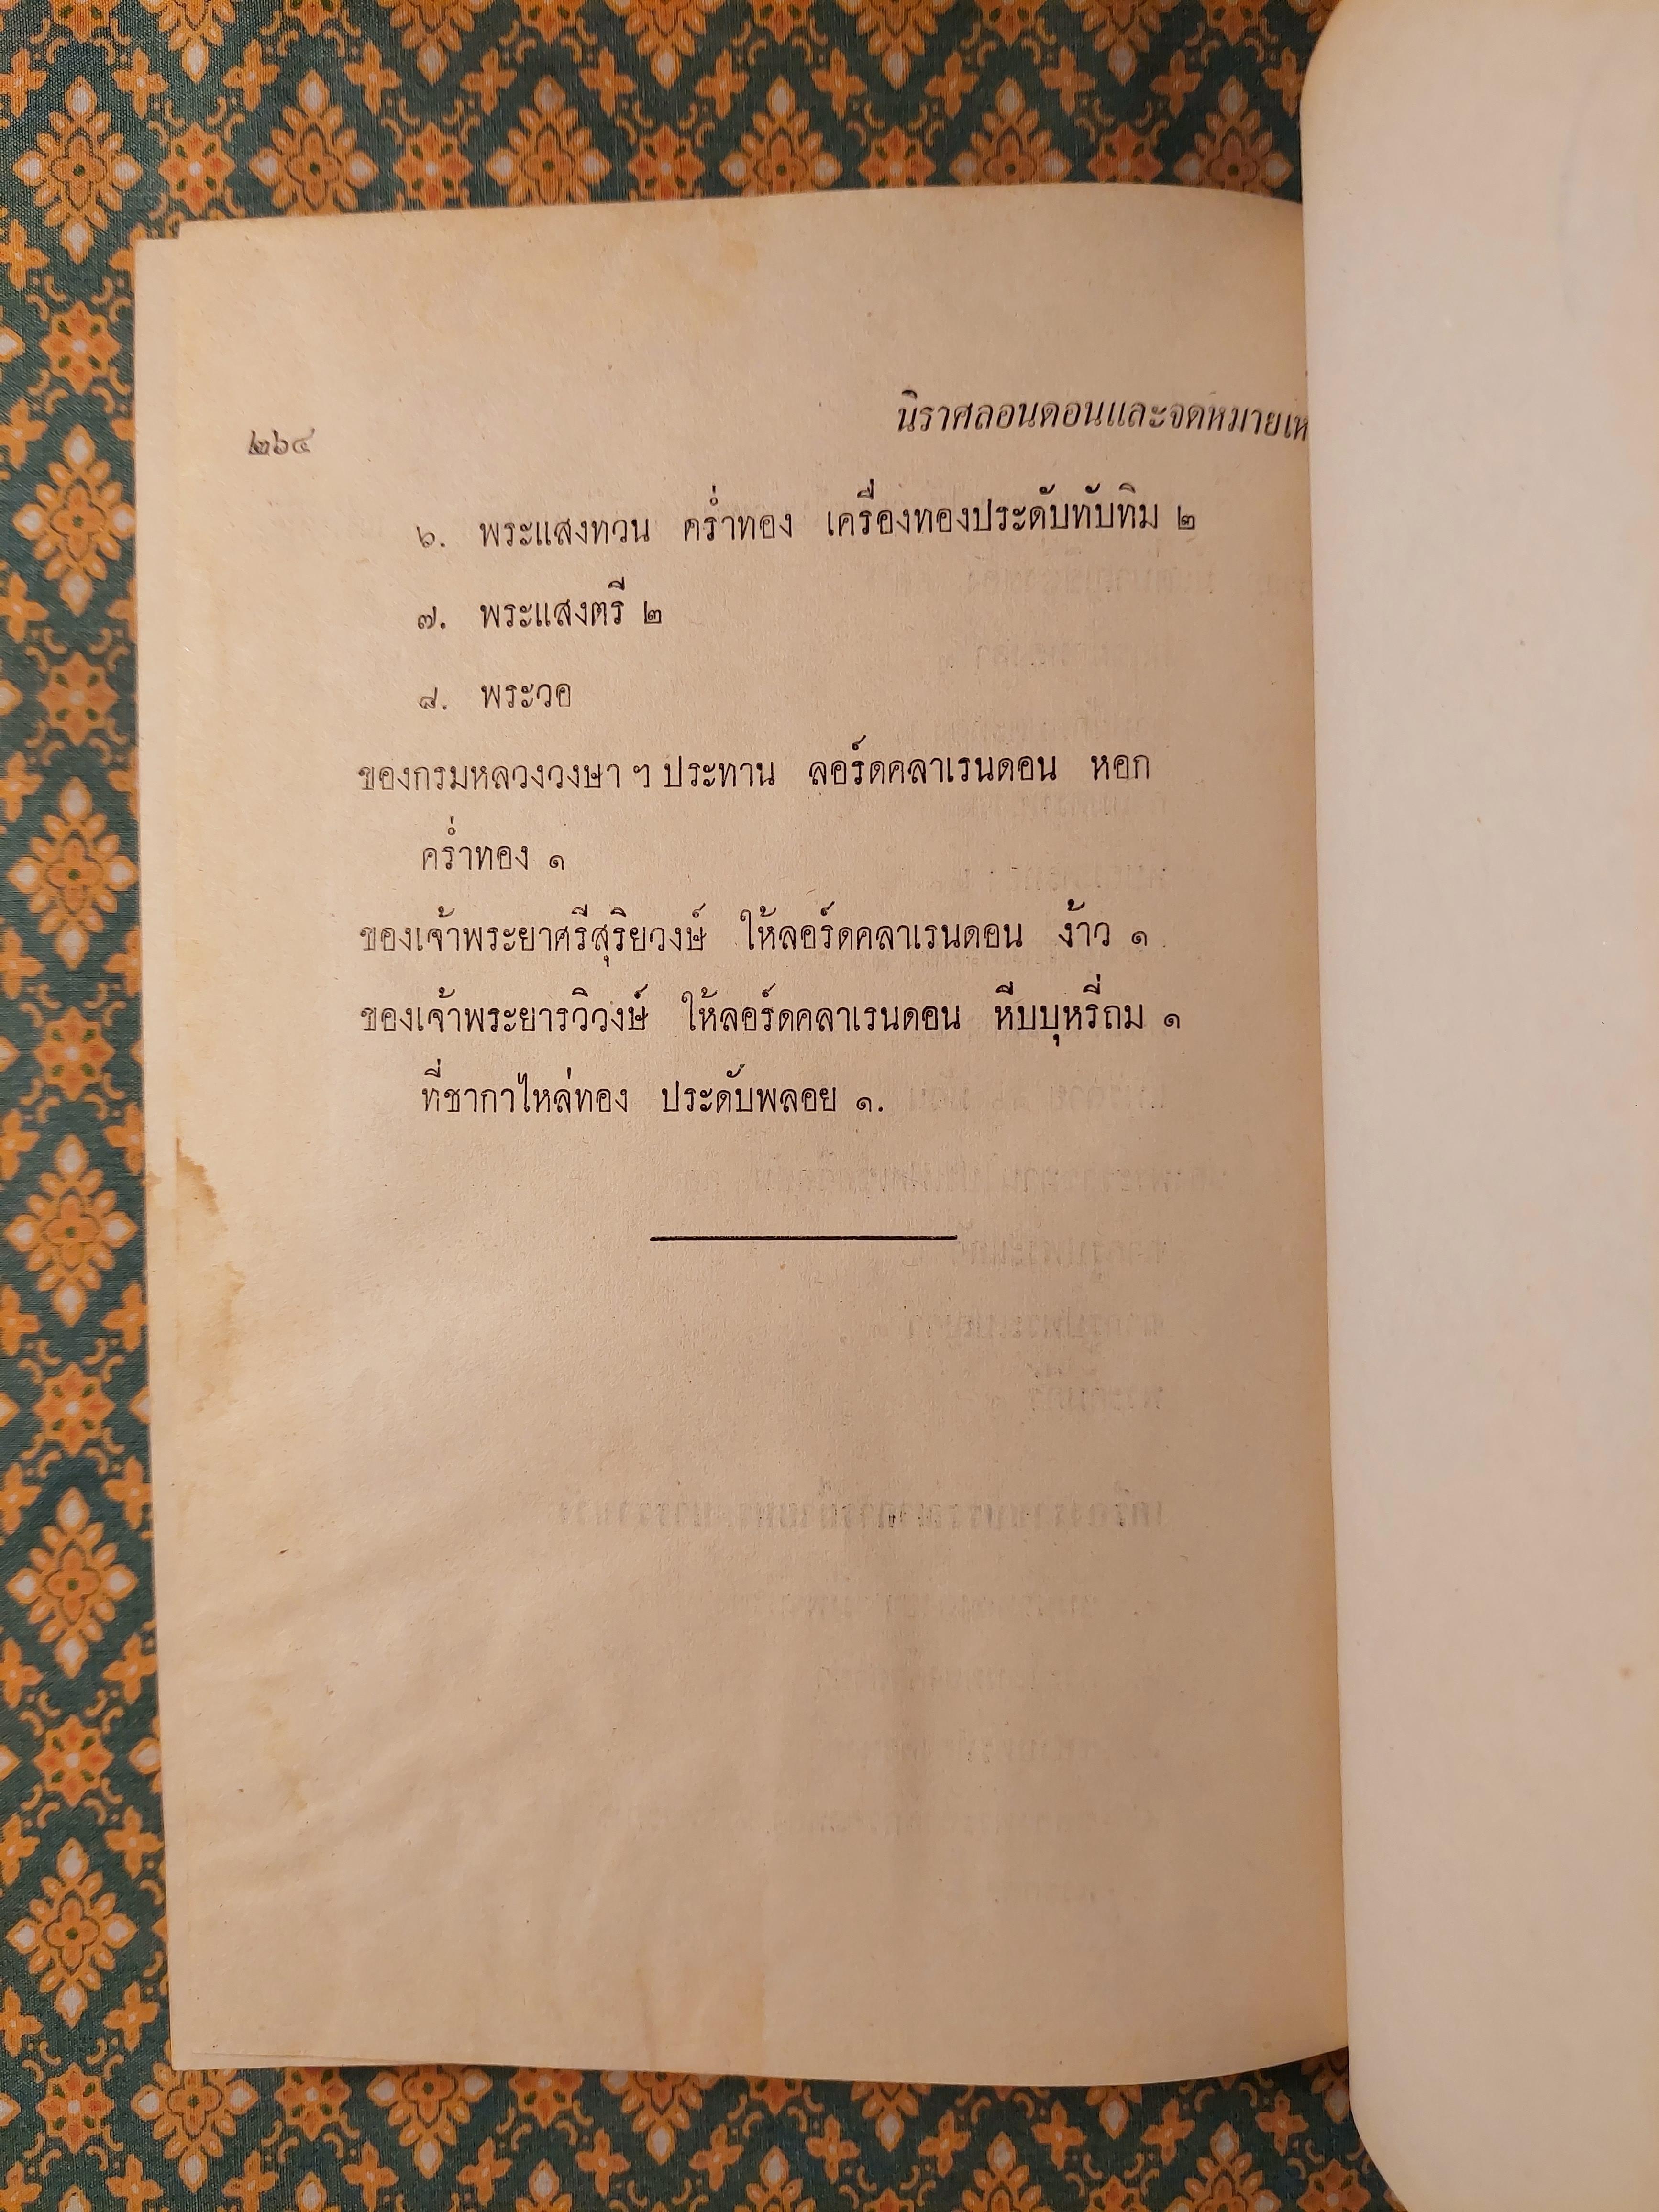 ๒๖๔ นิราศลอนดอนและจดหมายเห
๖. พระแสงทวน คร่ำทอง เครื่องทองประดับทับทิม ๒
๗. พระแสงตรี ๒
๘. พระวอ
ของกรมหลวงวงษา ฯ ประทาน ลอร์ดคลาเรนดอน หอก
คร่ำทอง ๑
ของเจ้าพระยาศรีสุริยวงษ์ ให้ลอร์ดคลาเรนดอน ง้าว ๑
ของเจ้าพระยารวิวงษ์ ให้ลอร์ดคลาเรนดอน หีบบุหรี่ถม ๑
ที่ชากาไหล่ทอง ประดับพลอย ๑.